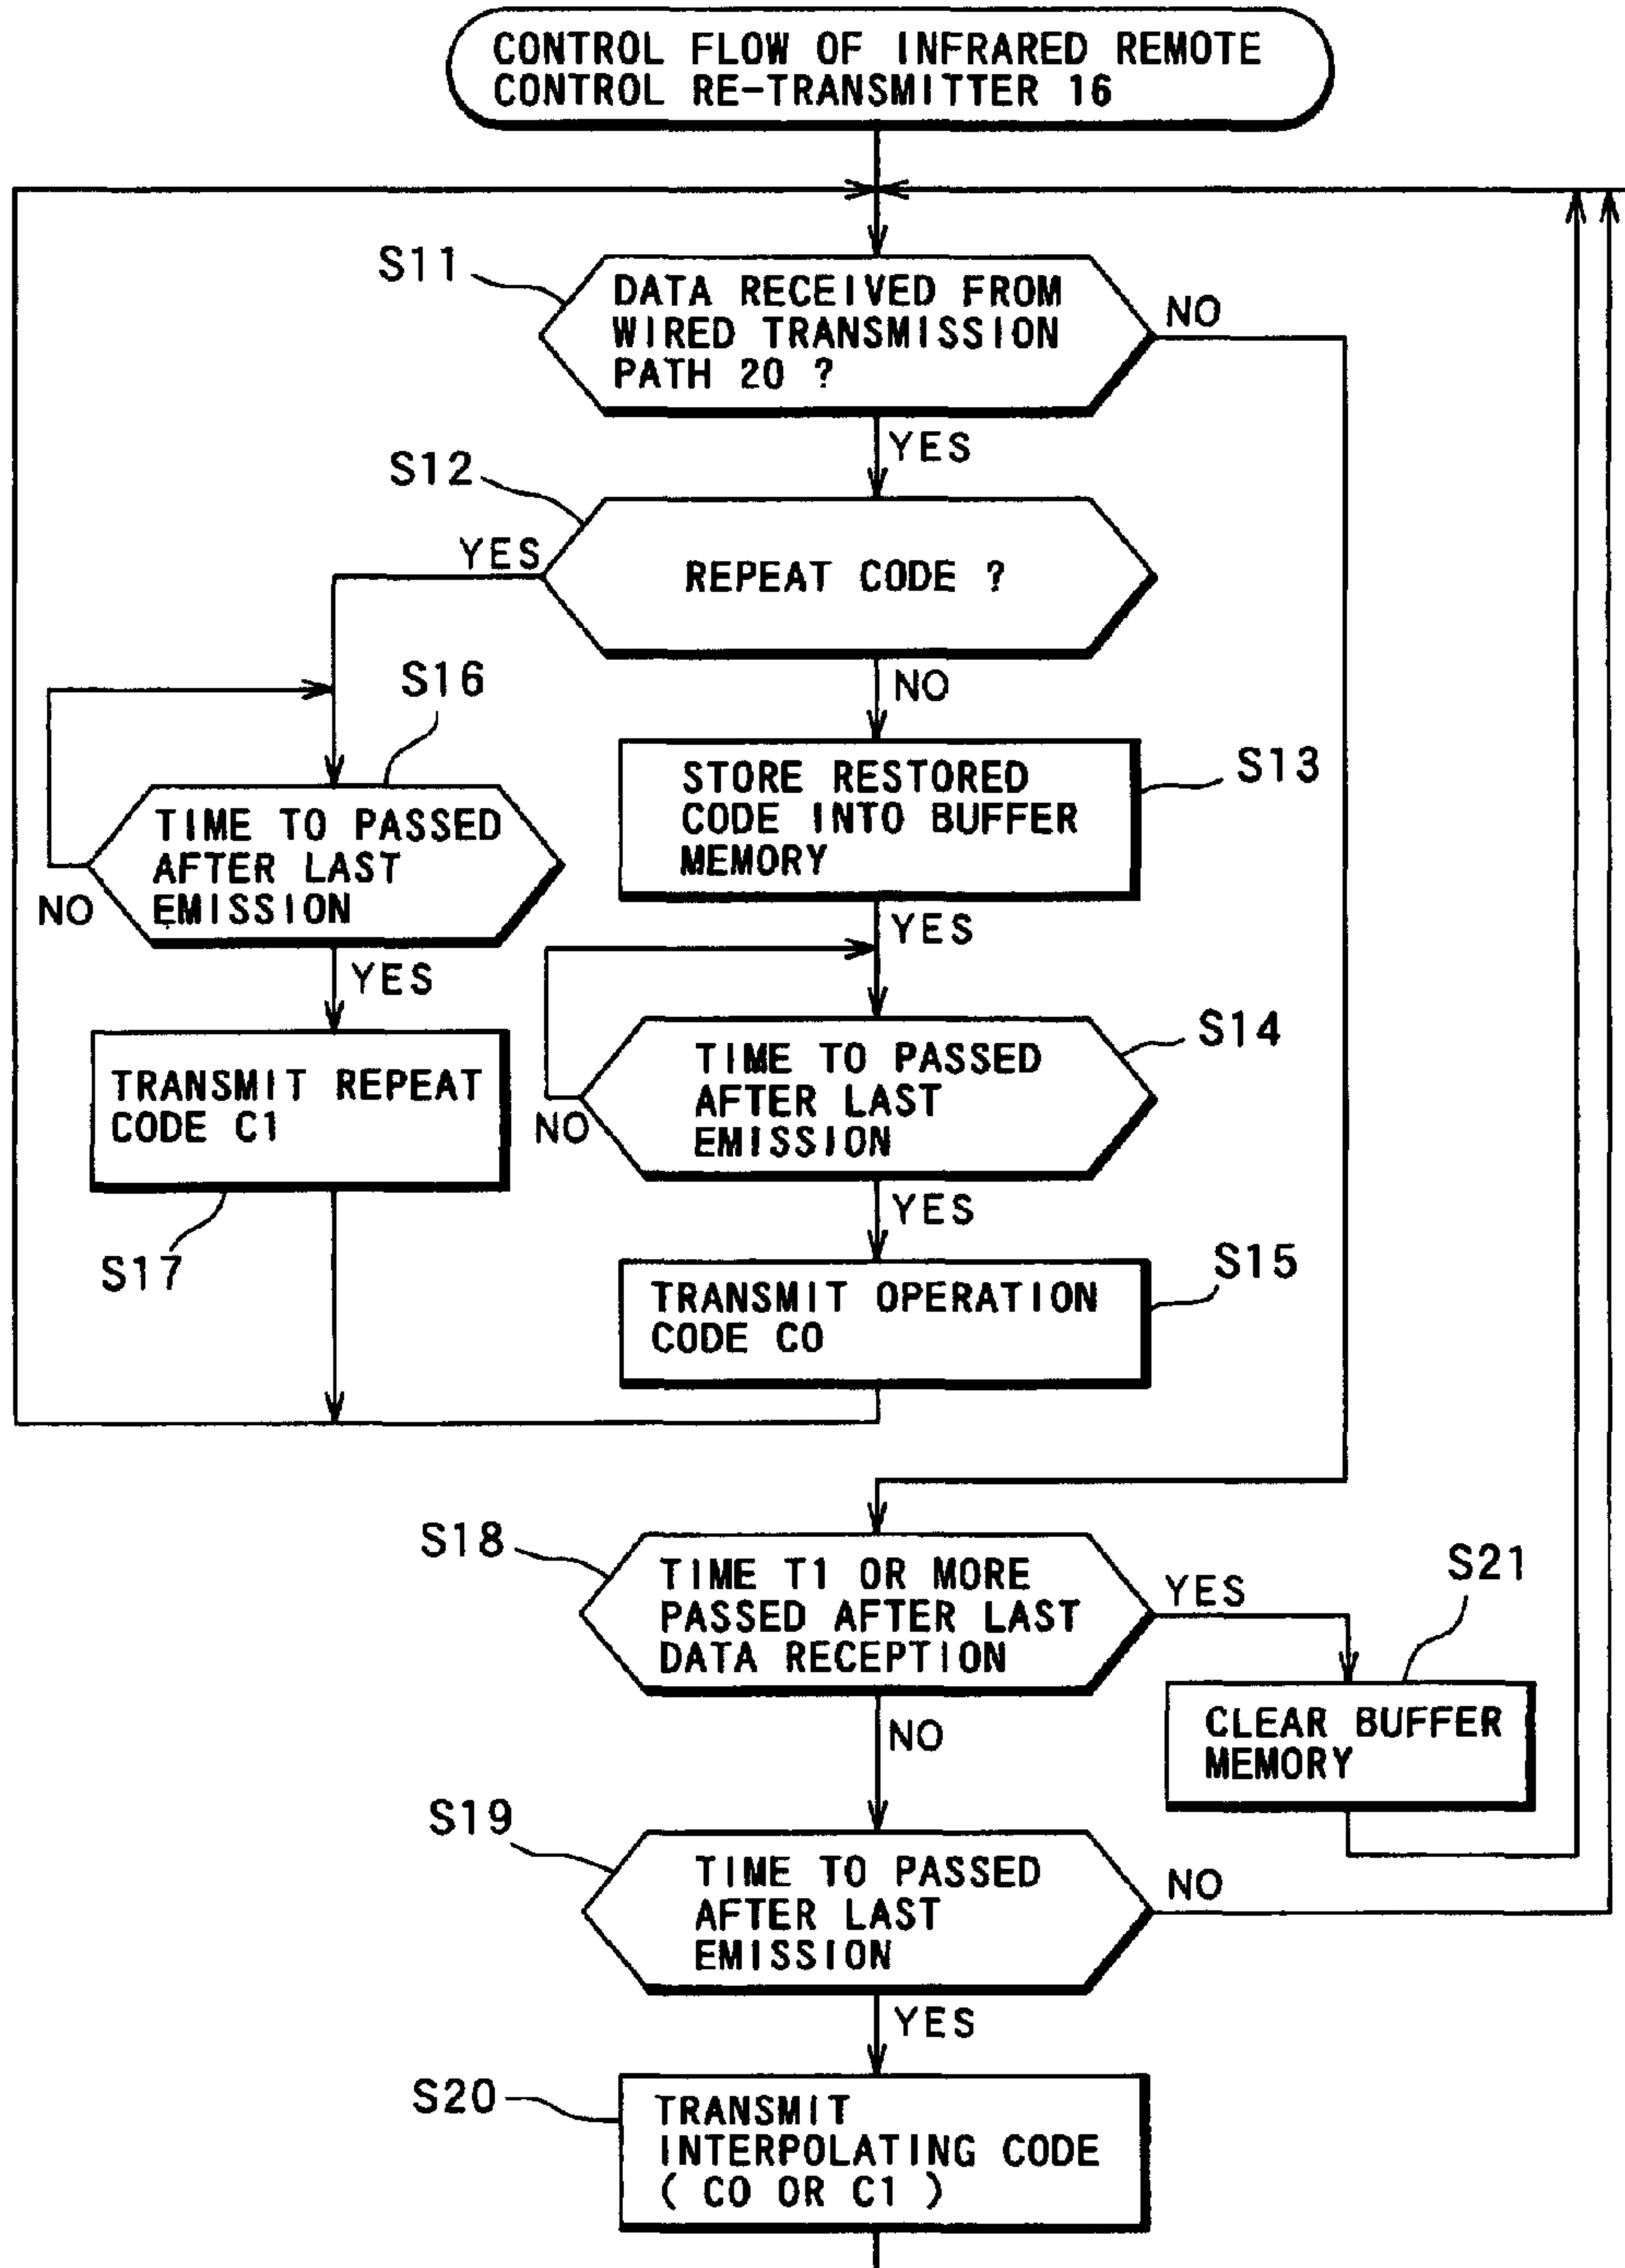 CONTROL FLOW OF INFRARED REMOTE
CONTROL RE-TRANSMITTER 16
S11
DATA RECEIVED FROM
WIRED TRANSMISSION
PATH 20 ?
NO
YES
S12
YES
REPEAT CODE ?
NO
S16
TIME TO PASSED
AFTER LAST
EMISSION
NO
YES
S13
STORE RESTORED
CODE INTO BUFFER
MEMORY
YES
S14
TIME TO PASSED
AFTER LAST
EMISSION
NO
YES
TRANSMIT REPEAT
CODE C1
S17
S15
TRANSMIT OPERATION
CODE C0
S18
TIME T1 OR MORE
PASSED AFTER LAST
DATA RECEPTION
YES
S21
NO
CLEAR BUFFER
MEMORY
S19
TIME TO PASSED
AFTER LAST
EMISSION
NO
YES
S20
TRANSMIT
INTERPOLATING CODE
( C0 OR C1 )